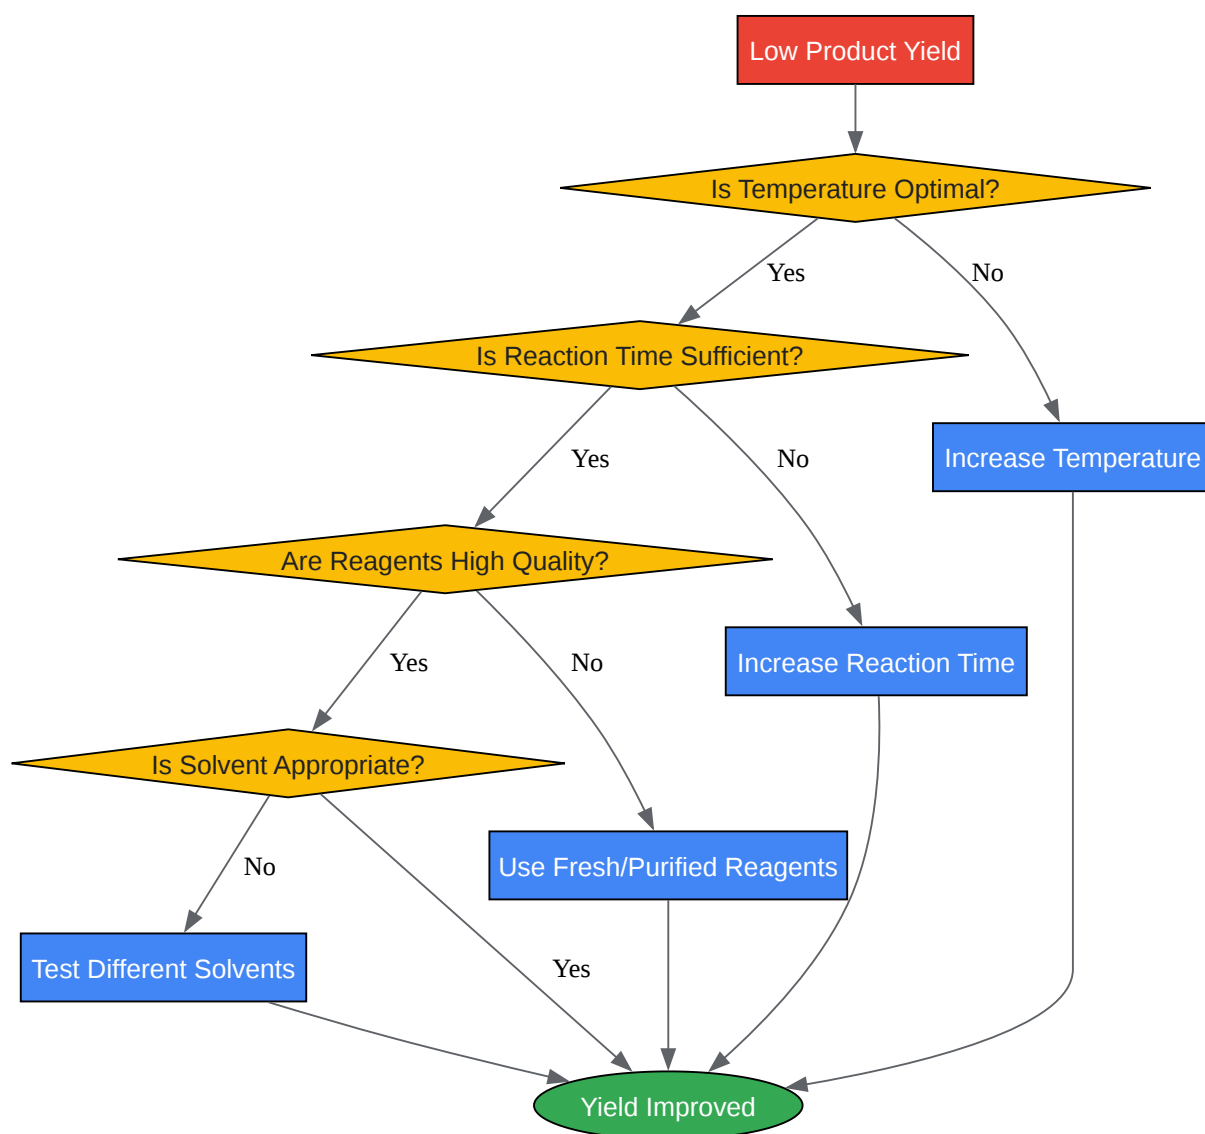 Low Product Yield
Is Temperature Optimal?
Yes
No
Is Reaction Time Sufficient?
Increase Temperature
Yes
No
Are Reagents High Quality?
Increase Reaction Time
Yes
No
Is Solvent Appropriate?
Use Fresh/Purified Reagents
No
Test Different Solvents
Yes
Yield Improved